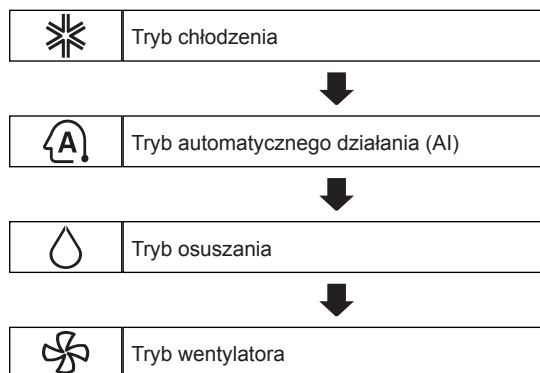 Tryb chłodzenia
A
Tryb automatycznego działania (AI)
Tryb osuszania
Tryb wentylatora